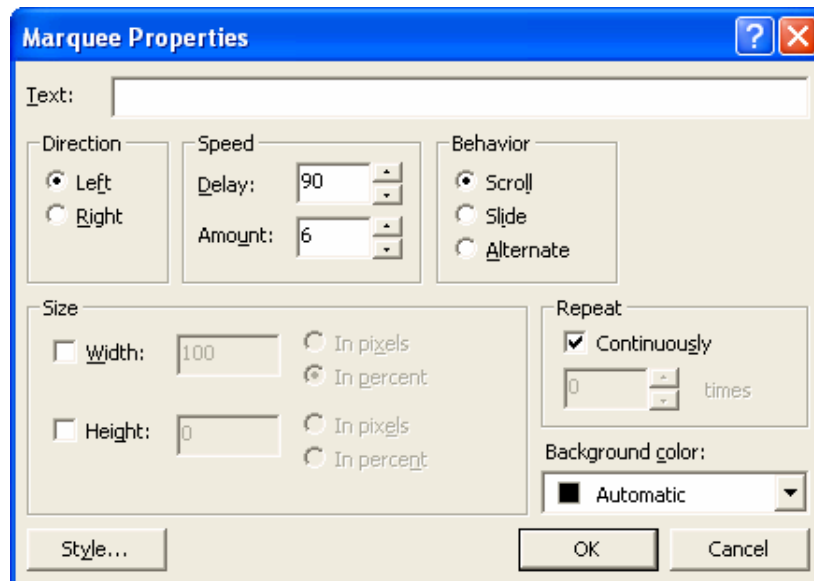 Marquee Properties
Text:
Direction
Left
Right
Speed
Delay: 90
Amount: 6
Behavior
Scroll
Slide
Alternate
Size
Width: 100
In pixels
In percent
Height: 0
In pixels
In percent
Repeat
Continuously
0 times
Background color:
Automatic
Style...
OK
Cancel